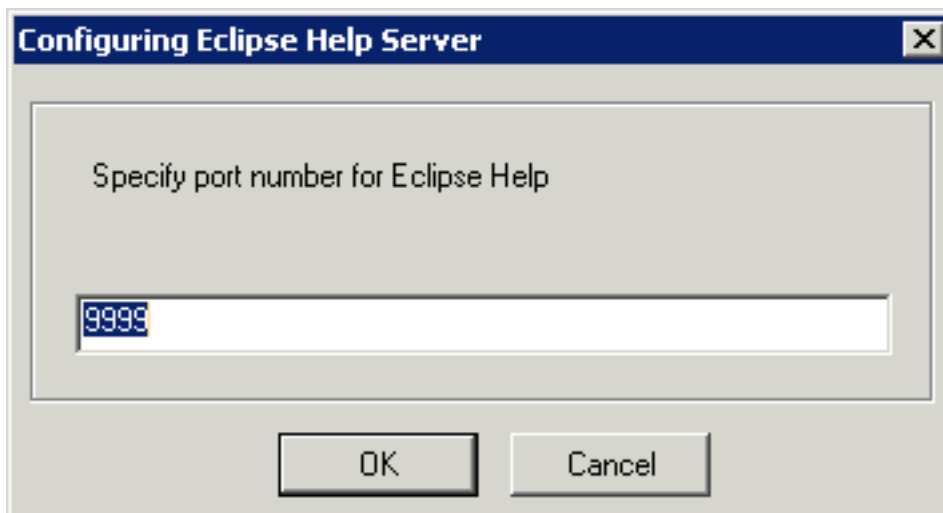 Configuring Eclipse Help Server
Specify port number for Eclipse Help
9999
OK
Cancel